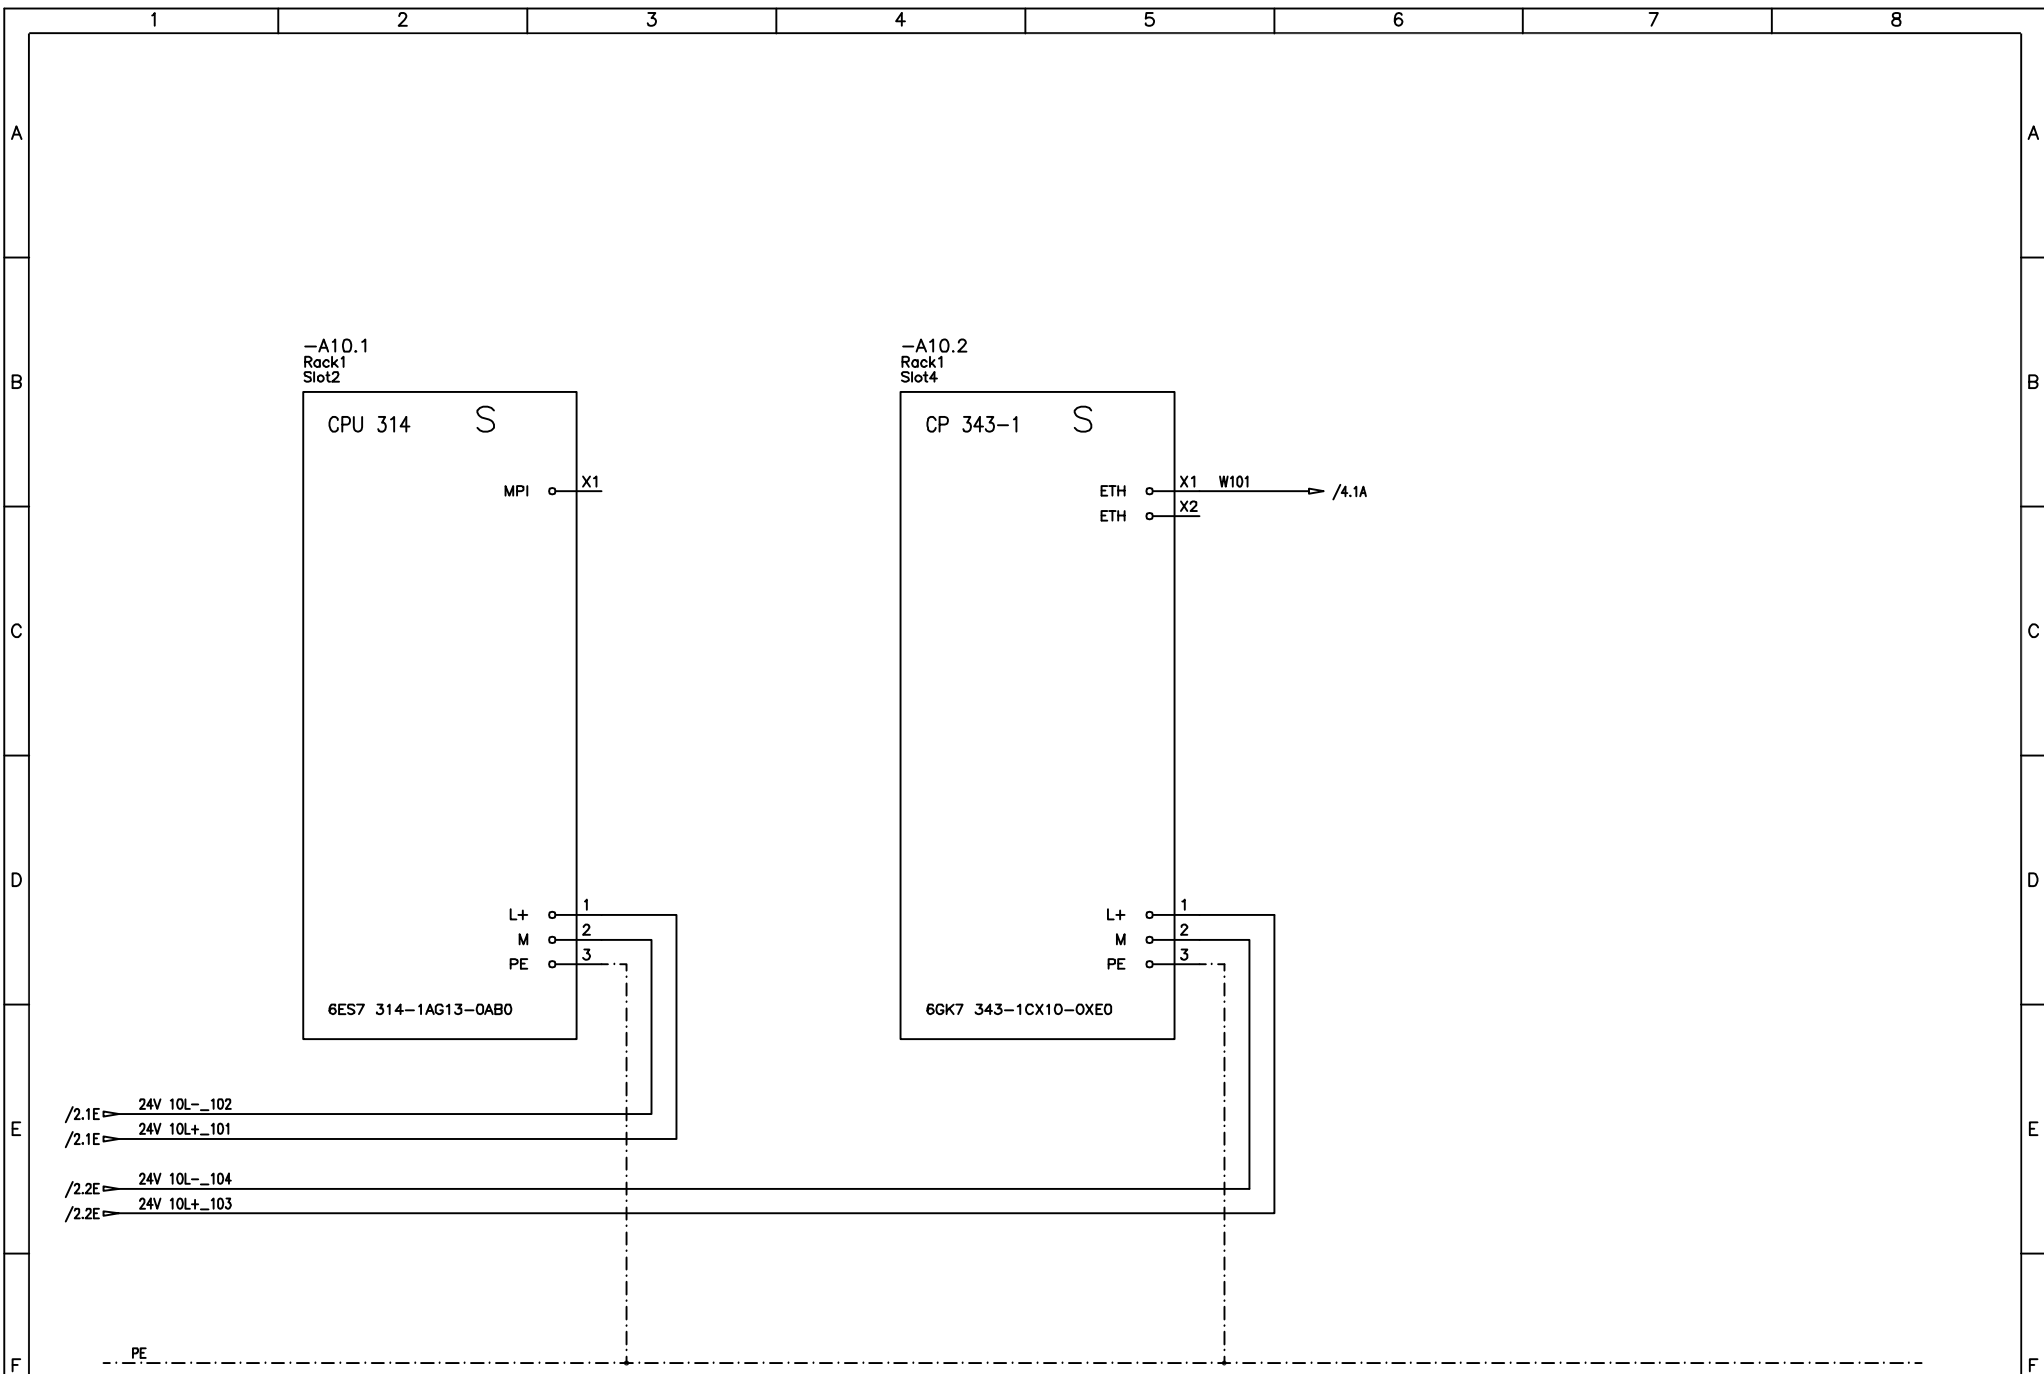 1 2 3 4 5 6 7 8
A A
-A10.1 -A10.2
Rack1 Rack1
Slot2 Slot4
B B
CPU 314 S CP 343-1 S
MPI X1 ETH X1 W101 /4.1A
ETH X2
C C
D D
L+ 1 L+ 1
M 2 M 2
PE 3 PE 3
6ES7 314-1AG13-0AB0 6GK7 343-1CX10-0XE0
/2.1E 24V 10L-_102
E E
/2.1E 24V 10L+_101
/2.2E 24V 10L-_104
/2.2E 24V 10L+_103
PE
F F